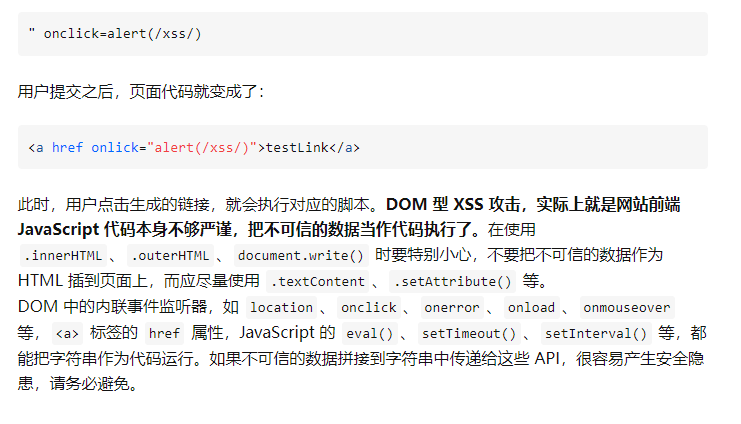 " onclick=alert(/xss/)
用户提交之后，页面代码就变成了：
<a href onlick="alert(/xss/)">testLink</a>
此时，用户点击生成的链接，就会执行对应的脚本。DOM 型 XSS 攻击，实际上就是网站前端
JavaScript 代码本身不够严谨，把不可信的数据当作代码执行了。在使用
.innerHTML、.outerHTML、document.write() 时要特别小心，不要把不可信的数据作为
HTML 插到页面上，而应尽量使用 .textContent、.setAttribute() 等。
DOM 中的内联事件监听器，如 location、onclick、onerror、onload、onmouseover
等，<a> 标签的 href 属性，JavaScript 的 eval()、setTimeout()、setInterval() 等，都
能把字符串作为代码运行。如果不可信的数据拼接到字符串中传递给这些 API，很容易产生安全隐
患，请务必避免。